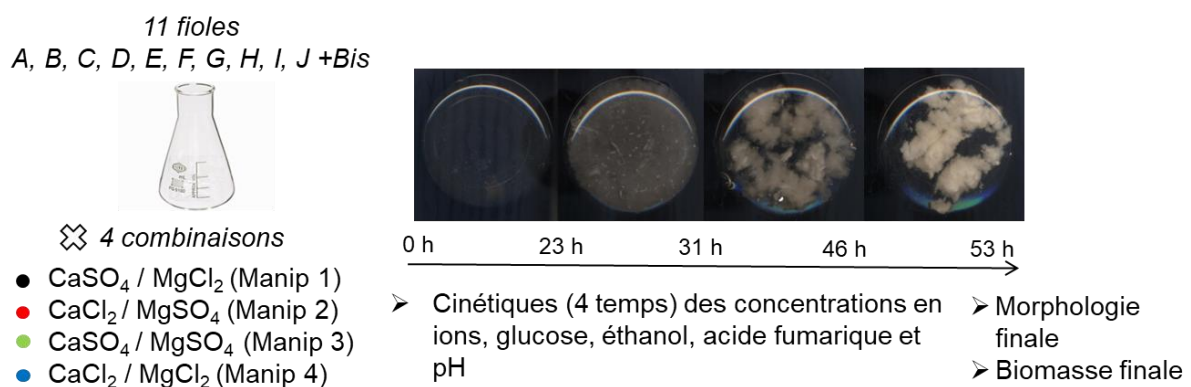 11 fioles
A, B, C, D, E, F, G, H, I, J +Bis
4 combinaisons
● CaSO₄ / MgCl₂ (Manip 1)
● CaCl₂ / MgSO₄ (Manip 2)
● CaSO₄ / MgSO₄ (Manip 3)
● CaCl₂ / MgCl₂ (Manip 4)
0 h 23 h 31 h 46 h 53 h
➢ Cinétiques (4 temps) des concentrations en
ions, glucose, éthanol, acide fumarique et
pH
➢ Morphologie
finale
➢ Biomasse finale